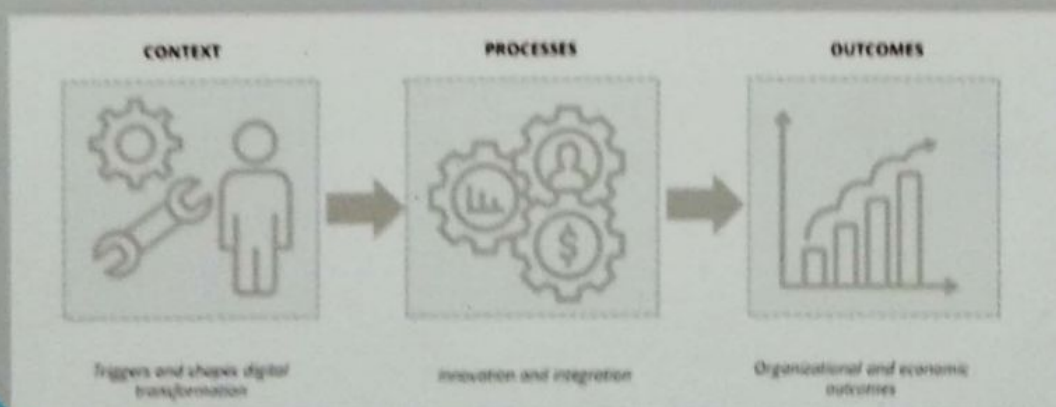 CONTEXT
PROCESSES
OUTCOMES
Triggers and shapes digital
transformation
Innovation and integration
Organizational and economic
outcomes
$